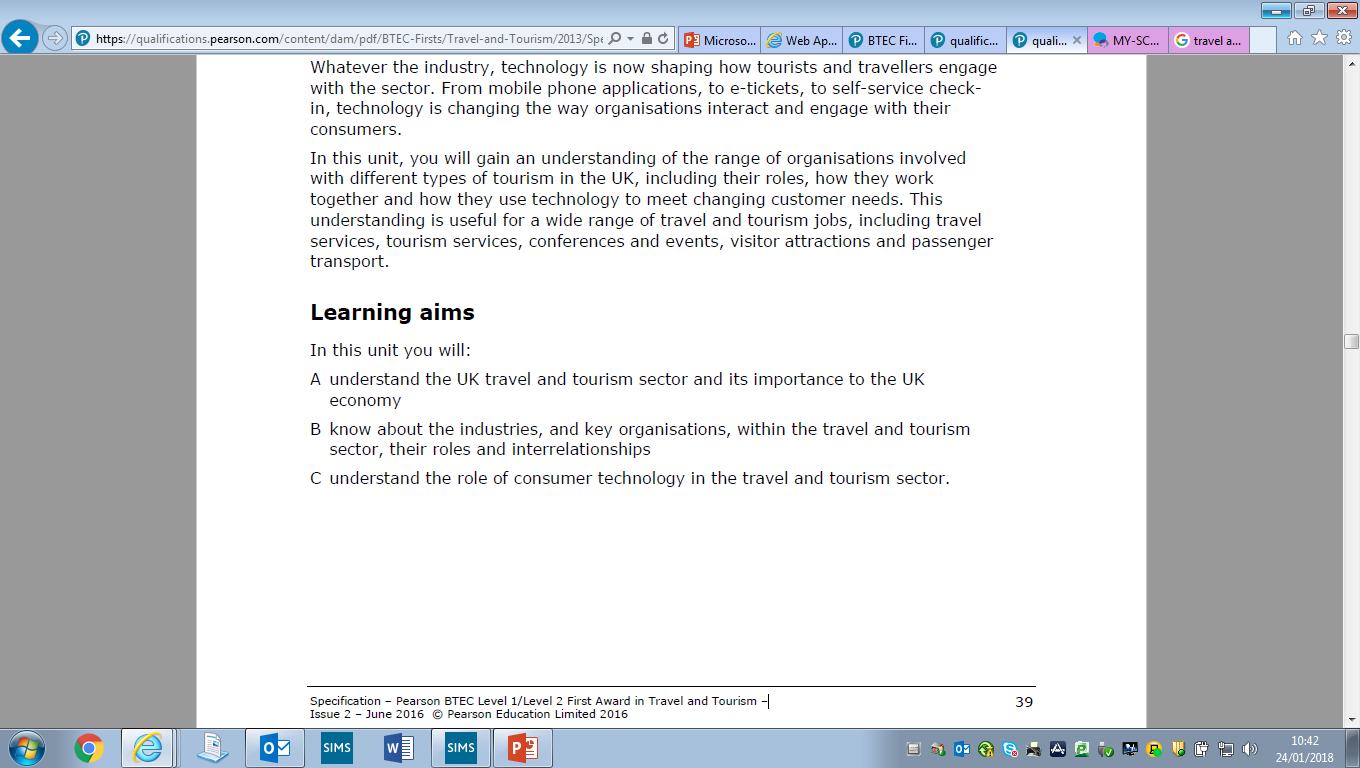 https://qualifications.pearson.com/content/dam/pdf/BTEC-Firsts/Travel-and-Tourism/2013/Spe
Microso...
Web Ap...
BTEC Fi...
qualific...
quali...
MY-SC...
travel a...
Whatever the industry, technology is now shaping how tourists and travellers engage
with the sector. From mobile phone applications, to e-tickets, to self-service check-
in, technology is changing the way organisations interact and engage with their
consumers.
In this unit, you will gain an understanding of the range of organisations involved
with different types of tourism in the UK, including their roles, how they work
together and how they use technology to meet changing customer needs. This
understanding is useful for a wide range of travel and tourism jobs, including travel
services, tourism services, conferences and events, visitor attractions and passenger
transport.
Learning aims
In this unit you will:
A understand the UK travel and tourism sector and its importance to the UK
economy
B know about the industries, and key organisations, within the travel and tourism
sector, their roles and interrelationships
C understand the role of consumer technology in the travel and tourism sector.
Specification – Pearson BTEC Level 1/Level 2 First Award in Travel and Tourism –
Issue 2 – June 2016 © Pearson Education Limited 2016
39
SIMS
SIMS
10:42
24/01/2018